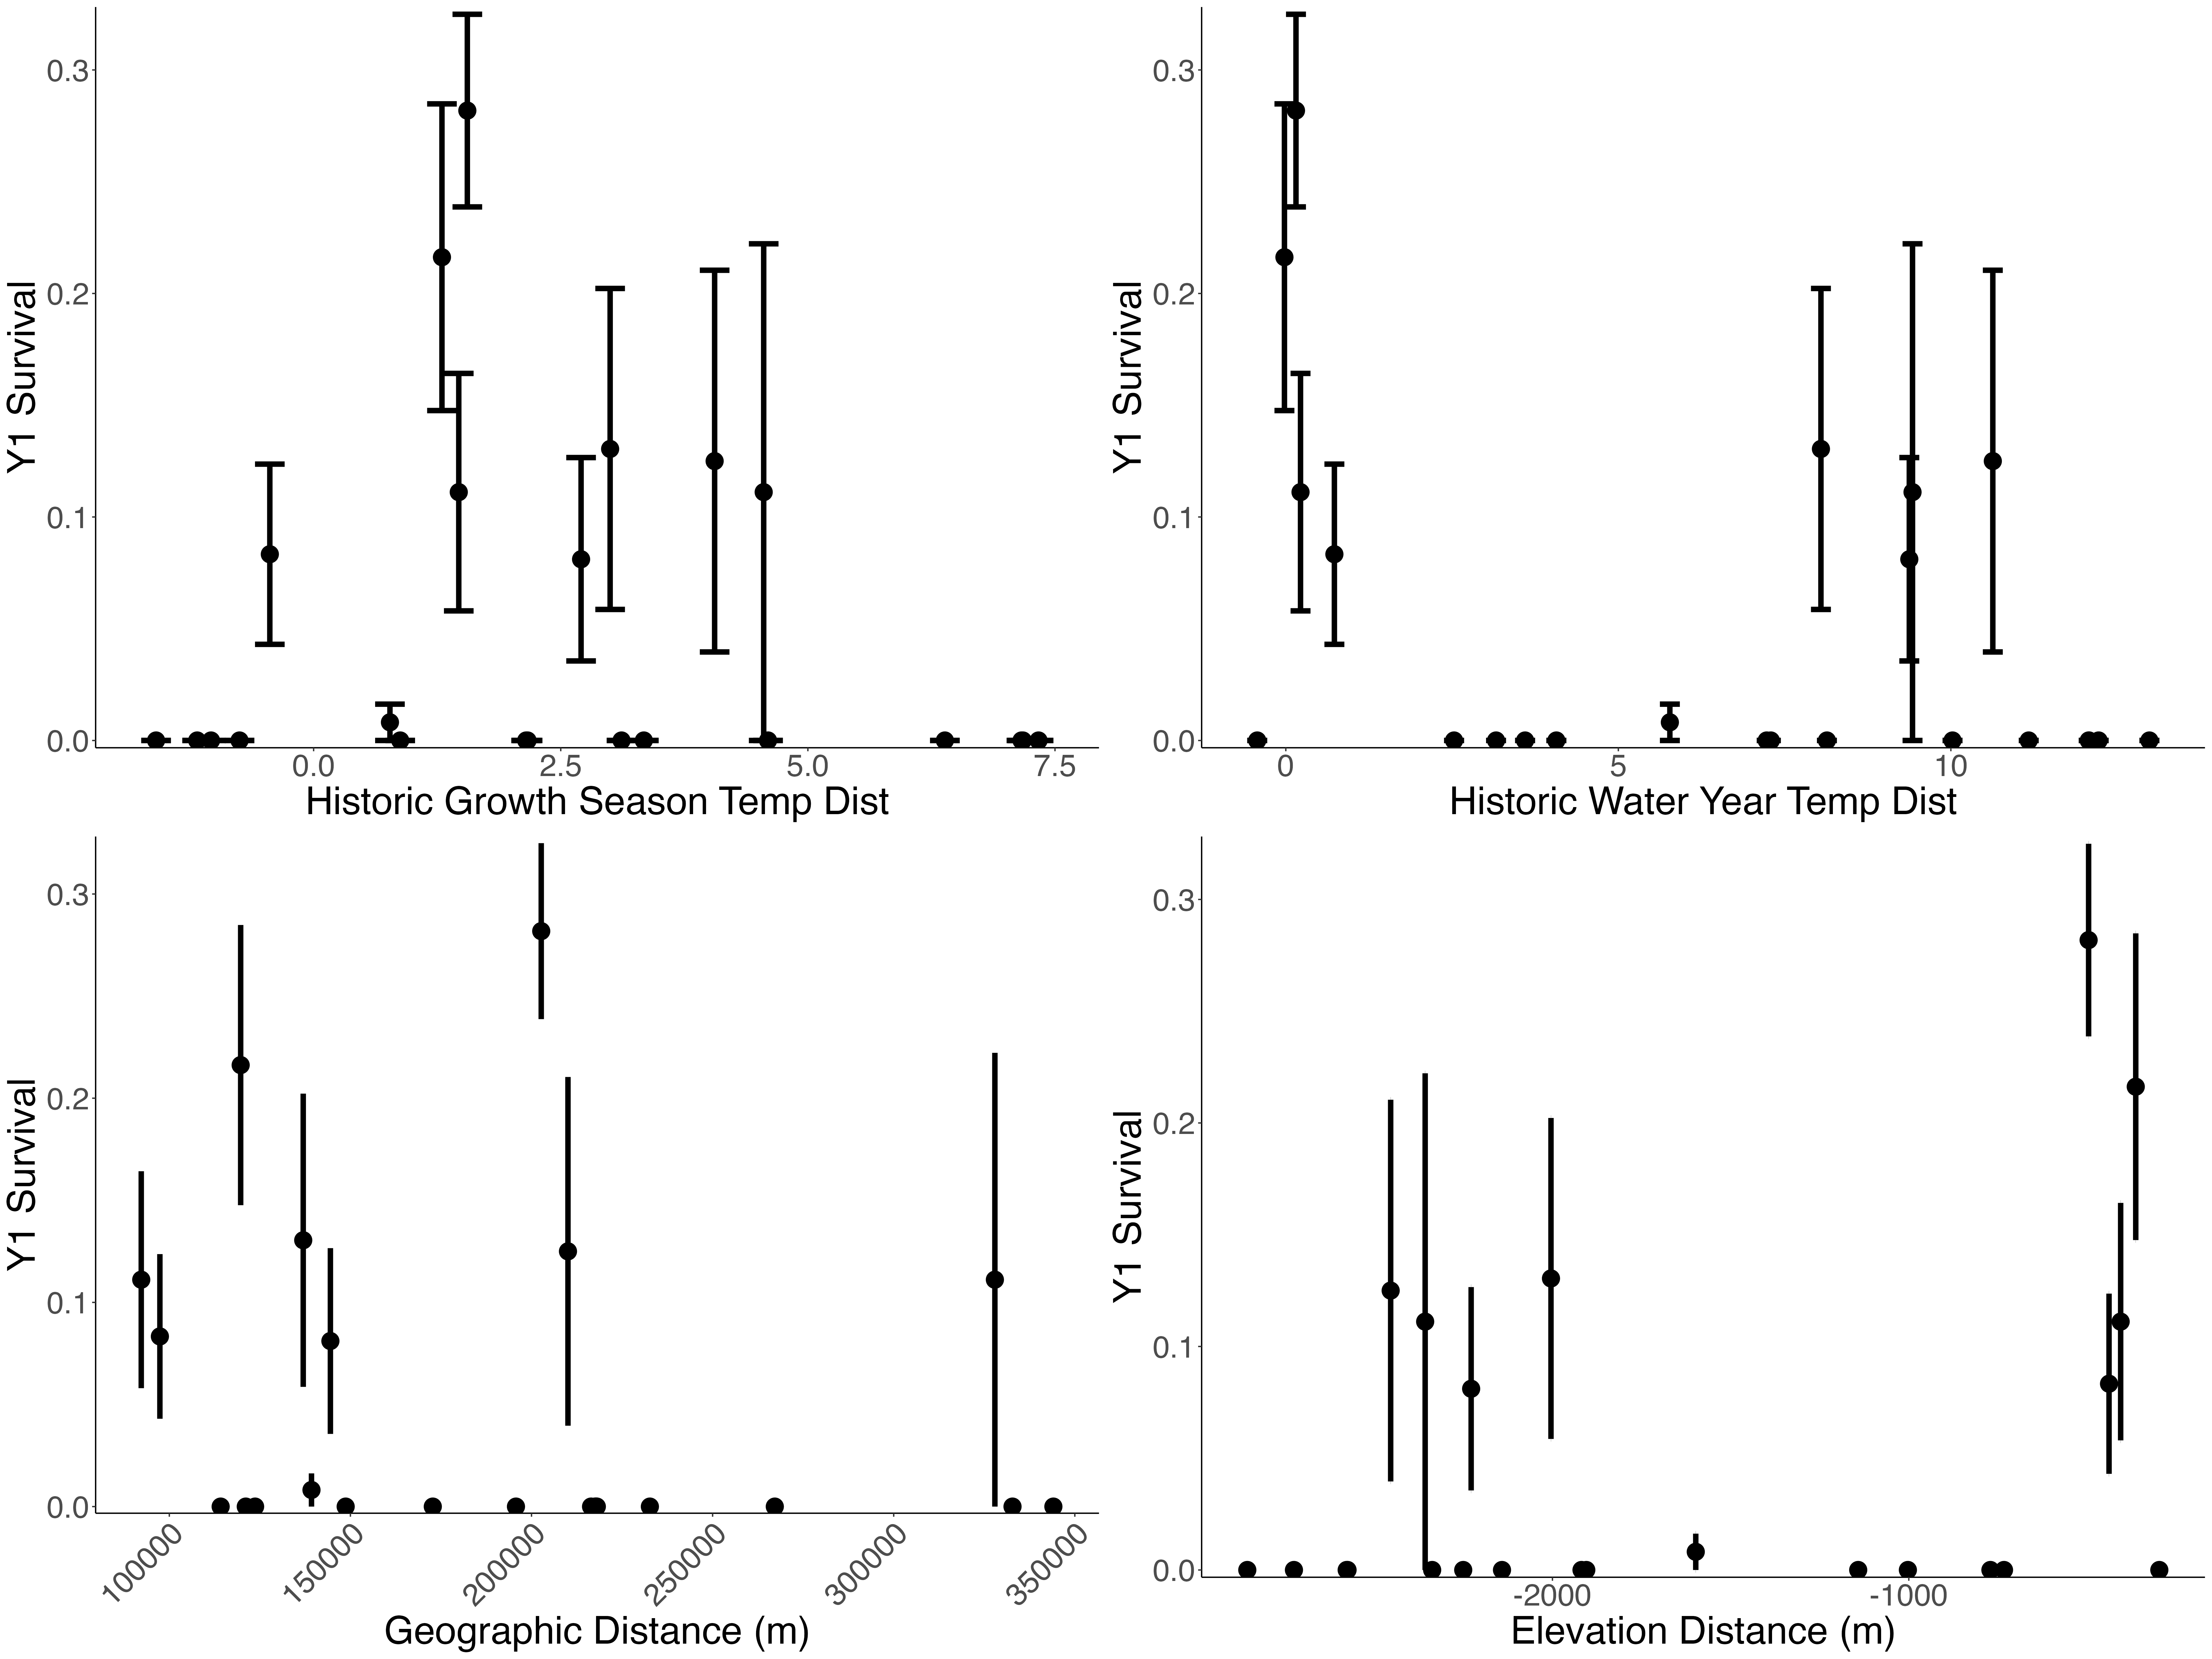 Y1 Survival
0.3
0.2
0.1
0.0
0.0 2.5 5.0 7.5
Historic Growth Season Temp Dist
Y1 Survival
0.3
0.2
0.1
0.0
0 5 10
Historic Water Year Temp Dist
Y1 Survival
0.3
0.2
0.1
0.0
100000 150000 200000 250000 300000 350000
Geographic Distance (m)
Y1 Survival
0.3
0.2
0.1
0.0
-2000 -1000
Elevation Distance (m)